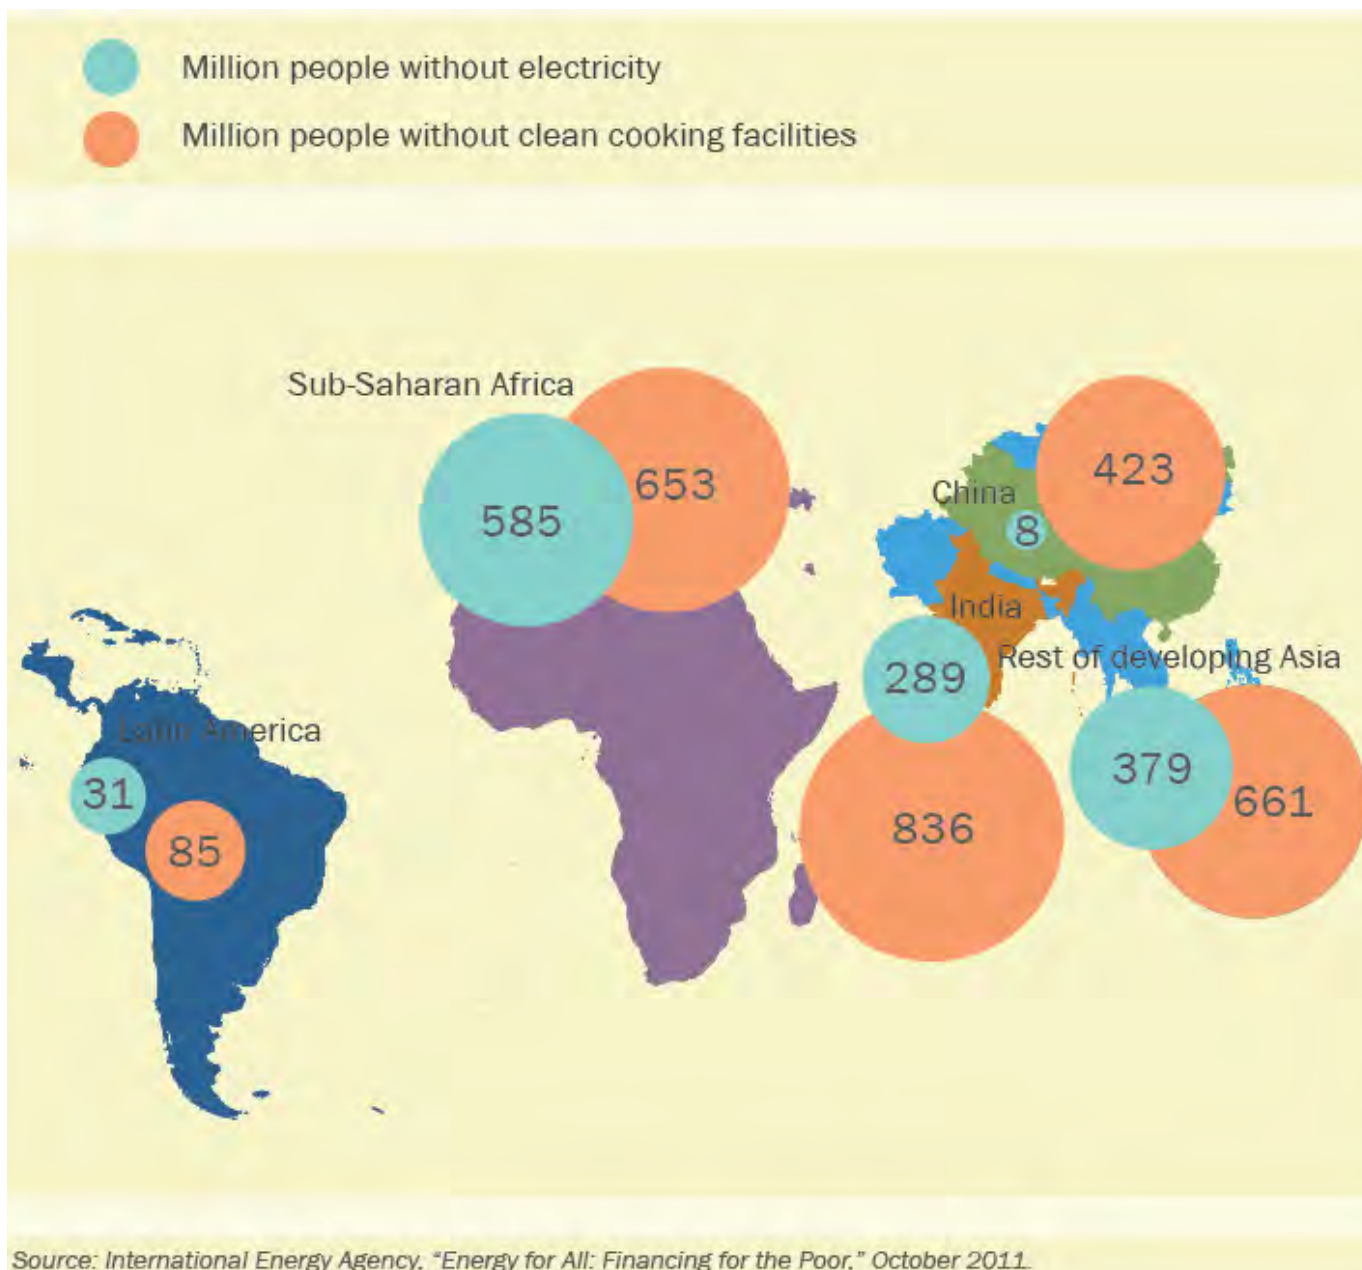 Million people without electricity
Million people without clean cooking facilities
Sub-Saharan Africa
585
653
China
8
423
India
289
836
Rest of developing Asia
379
661
Latin America
31
85
Source: International Energy Agency, “Energy for All: Financing for the Poor,” October 2011.